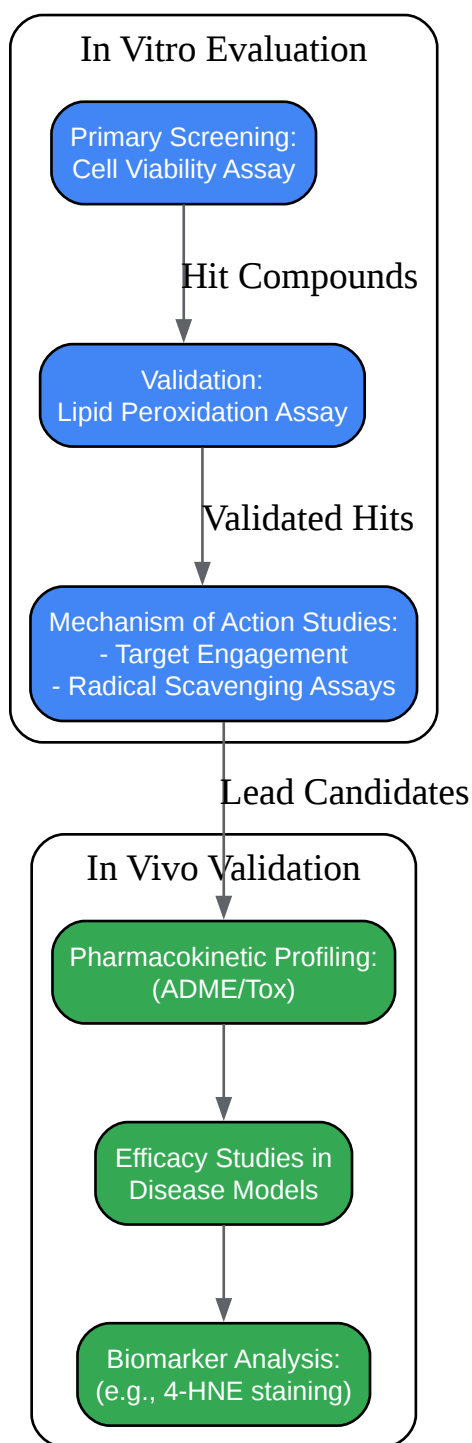 In Vitro Evaluation
Primary Screening:
Cell Viability Assay
Hit Compounds
Validation:
Lipid Peroxidation Assay
Validated Hits
Mechanism of Action Studies:
- Target Engagement
- Radical Scavenging Assays
Lead Candidates
In Vivo Validation
Pharmacokinetic Profiling:
(ADME/Tox)
Efficacy Studies in
Disease Models
Biomarker Analysis:
(e.g., 4-HNE staining)